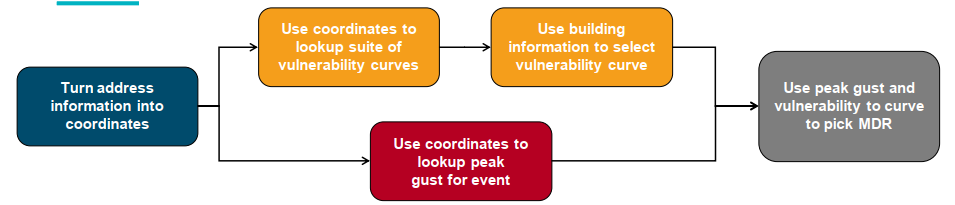 Turn address
information into
coordinates
Use coordinates to
lookup suite of
vulnerability curves
Use building
information to select
vulnerability curve
Use coordinates to
lookup peak
gust for event
Use peak gust and
vulnerability to curve
to pick MDR